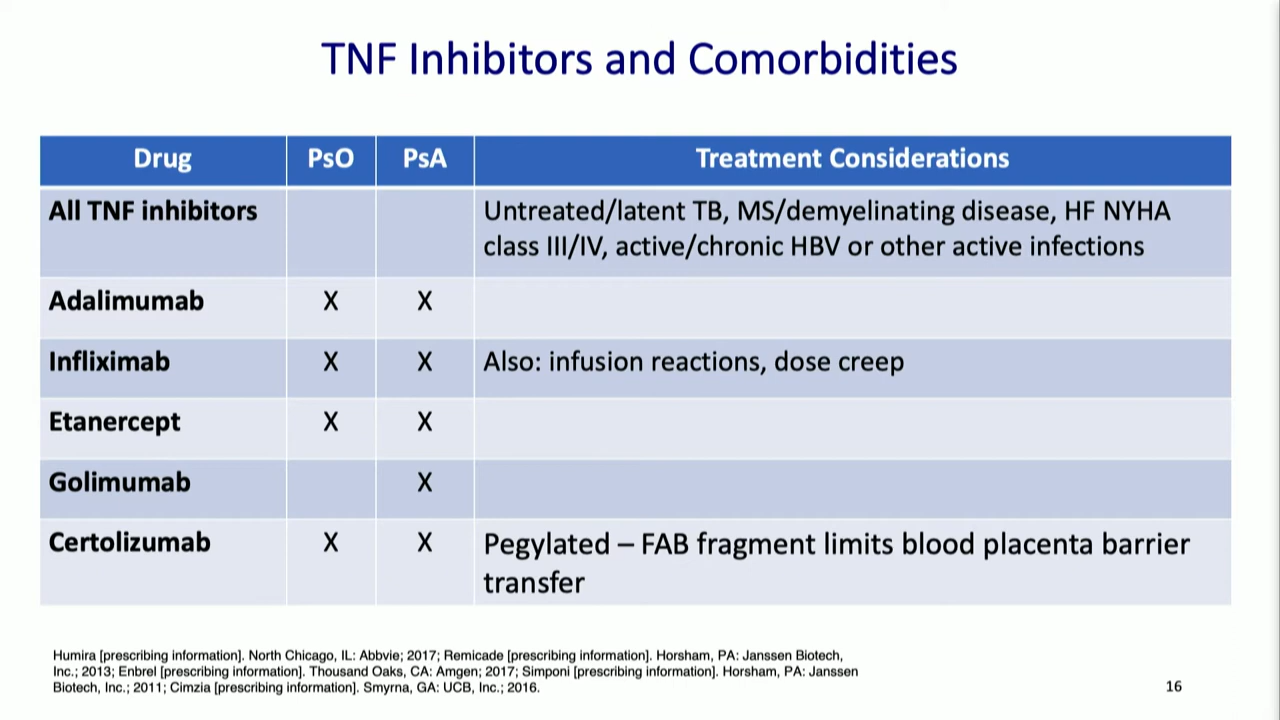 TNF Inhibitors and Comorbidities
Drug PsO PsA Treatment Considerations
All TNF inhibitors Untreated/latent TB, MS/demyelinating disease, HF NYHA
class III/IV, active/chronic HBV or other active infections
Adalimumab X X
Infliximab X X Also: infusion reactions, dose creep
Etanercept X X
Golimumab X
Certolizumab X X Pegylated – FAB fragment limits blood placenta barrier
transfer
Humira [prescribing information]. North Chicago, IL: Abbvie; 2017; Remicade [prescribing information]. Horsham, PA: Janssen Biotech,
Inc.; 2013; Enbrel [prescribing information]. Thousand Oaks, CA: Amgen; 2017; Simponi [prescribing information]. Horsham, PA: Janssen
Biotech, Inc.; 2011; Cimzia [prescribing information]. Smyrna, GA: UCB, Inc.; 2016.
16